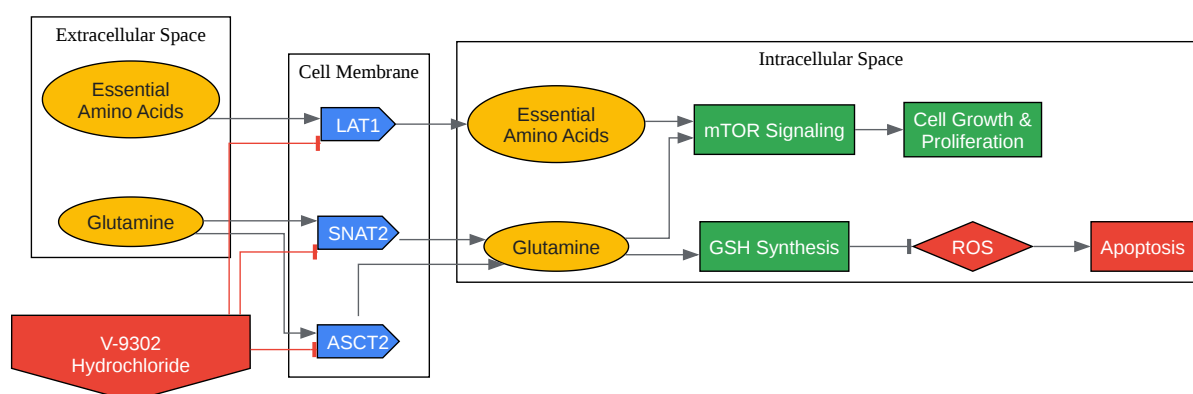 Extracellular Space
Essential
Amino Acids
Glutamine
V-9302
Hydrochloride
Cell Membrane
LAT1
SNAT2
ASCT2
Intracellular Space
Essential
Amino Acids
mTOR Signaling
Cell Growth &
Proliferation
Glutamine
GSH Synthesis
ROS
Apoptosis